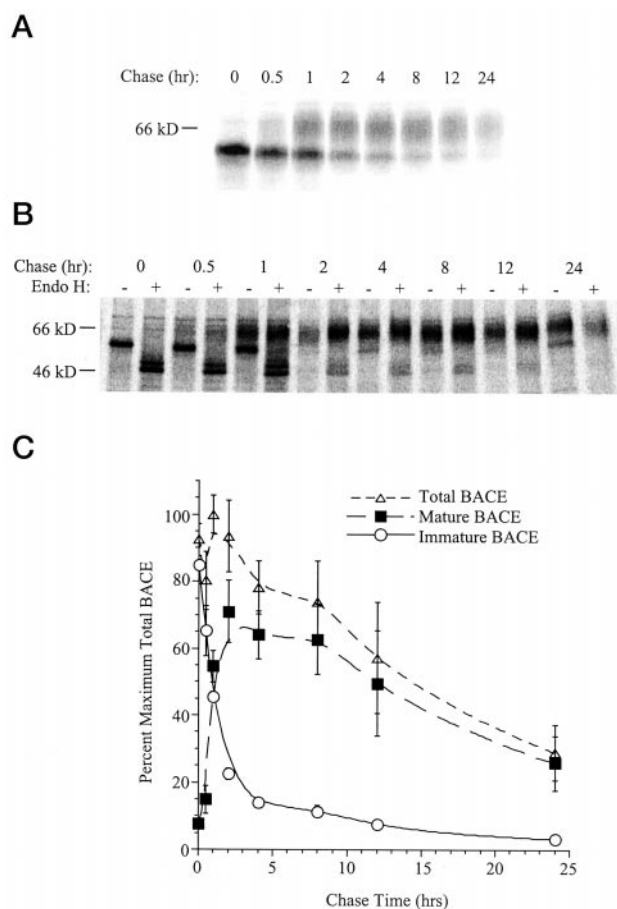 A
Chase (hr): 0 0.5 1 2 4 8 12 24
66 kD
B
Chase (hr): 0 0.5 1 2 4 8 12 24
Endo H: - + - + - + - + - + - + - + - +
66 kD
46 kD
C
Total BACE
Mature BACE
Immature BACE
Percent Maximum Total BACE
100
80
60
40
20
0
0 5 10 15 20 25
Chase Time (hrs)